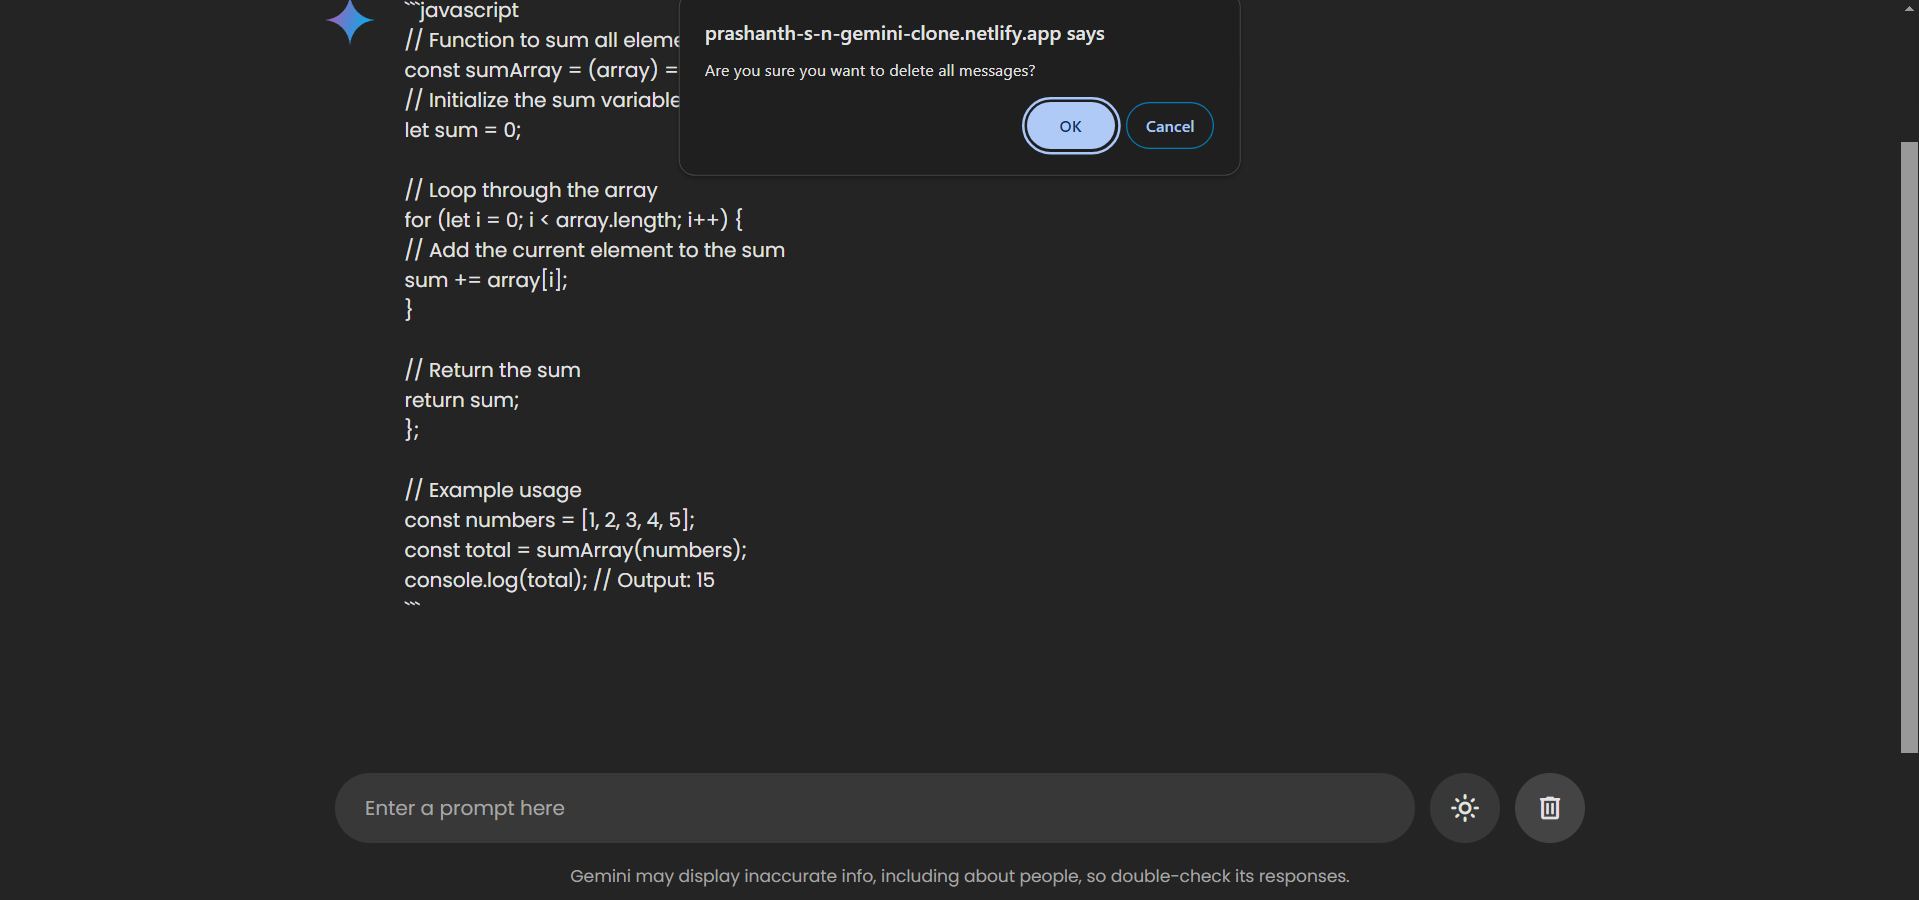 ```javascript
// Function to sum all
const sumArray = (array) =
// Initialize the sum variable
let sum = 0;
// Loop through the array
for (let i = 0; i < array.length; i++) {
// Add the current element to the sum
sum += array[i];
}
// Return the sum
return sum;
};
// Example usage
const numbers = [1, 2, 3, 4, 5];
const total = sumArray(numbers);
console.log(total); // Output: 15
```
prashanth-s-n-gemini-clone.netlify.app says
Are you sure you want to delete all messages?
OK
Cancel
Enter a prompt here
Gemini may display inaccurate info, including about people, so double-check its responses.